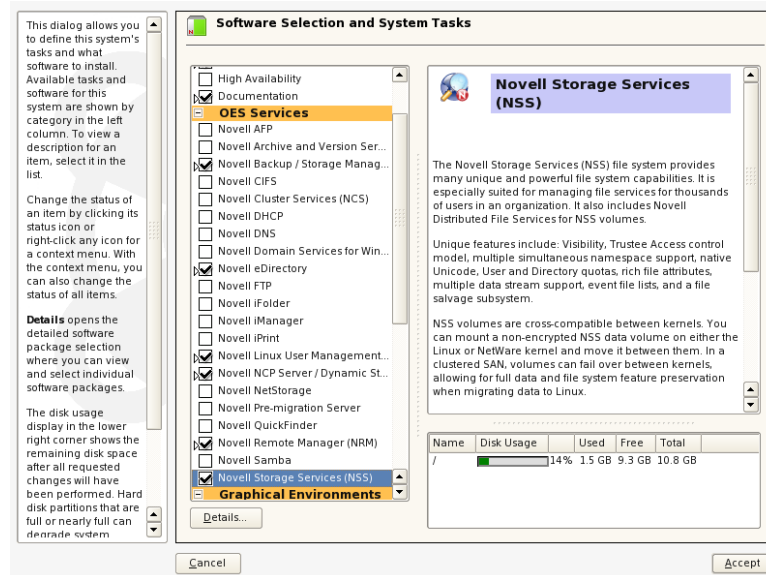 This dialog allows you
to define this system's
tasks and what
software to install.
Available tasks and
software for this
system are shown by
category in the left
column. To view a
description for an
item, select it in the
list.
Change the status of
an item by clicking its
status icon or
right-click any icon for
a context menu. With
the context menu, you
can also change the
status of all items.
Details opens the
detailed software
package selection
where you can view
and select individual
software packages.
The disk usage
display in the lower
right corner shows the
remaining disk space
after all requested
changes will have
been performed. Hard
disk partitions that are
full or nearly full can
degrade system
Software Selection and System Tasks
High Availability
Documentation
OES Services
Novell AFP
Novell Archive and Version Ser...
Novell Backup / Storage Manag...
Novell CIFS
Novell Cluster Services (NCS)
Novell DHCP
Novell DNS
Novell Domain Services for Win...
Novell eDirectory
Novell FTP
Novell iFolder
Novell iManager
Novell iPrint
Novell Linux User Management...
Novell NCP Server / Dynamic St...
Novell NetStorage
Novell Pre-migration Server
Novell QuickFinder
Novell Remote Manager (NRM)
Novell Samba
Novell Storage Services (NSS)
Graphical Environments
Details...
Novell Storage Services
(NSS)
The Novell Storage Services (NSS) file system provides
many unique and powerful file system capabilities. It is
especially suited for managing file services for thousands
of users in an organization. It also includes Novell
Distributed File Services for NSS volumes.
Unique features include: Visibility, Trustee Access control
model, multiple simultaneous namespace support, native
Unicode, User and Directory quotas, rich file attributes,
multiple data stream support, event file lists, and a file
salvage subsystem.
NSS volumes are cross-compatible between kernels. You
can mount a non-encrypted NSS data volume on either the
Linux or NetWare kernel and move it between them. In a
clustered SAN, volumes can fail over between kernels,
allowing for full data and file system feature preservation
when migrating data to Linux.
Name Disk Usage Used Free Total
/ 14% 1.5 GB 9.3 GB 10.8 GB
Cancel
Accept